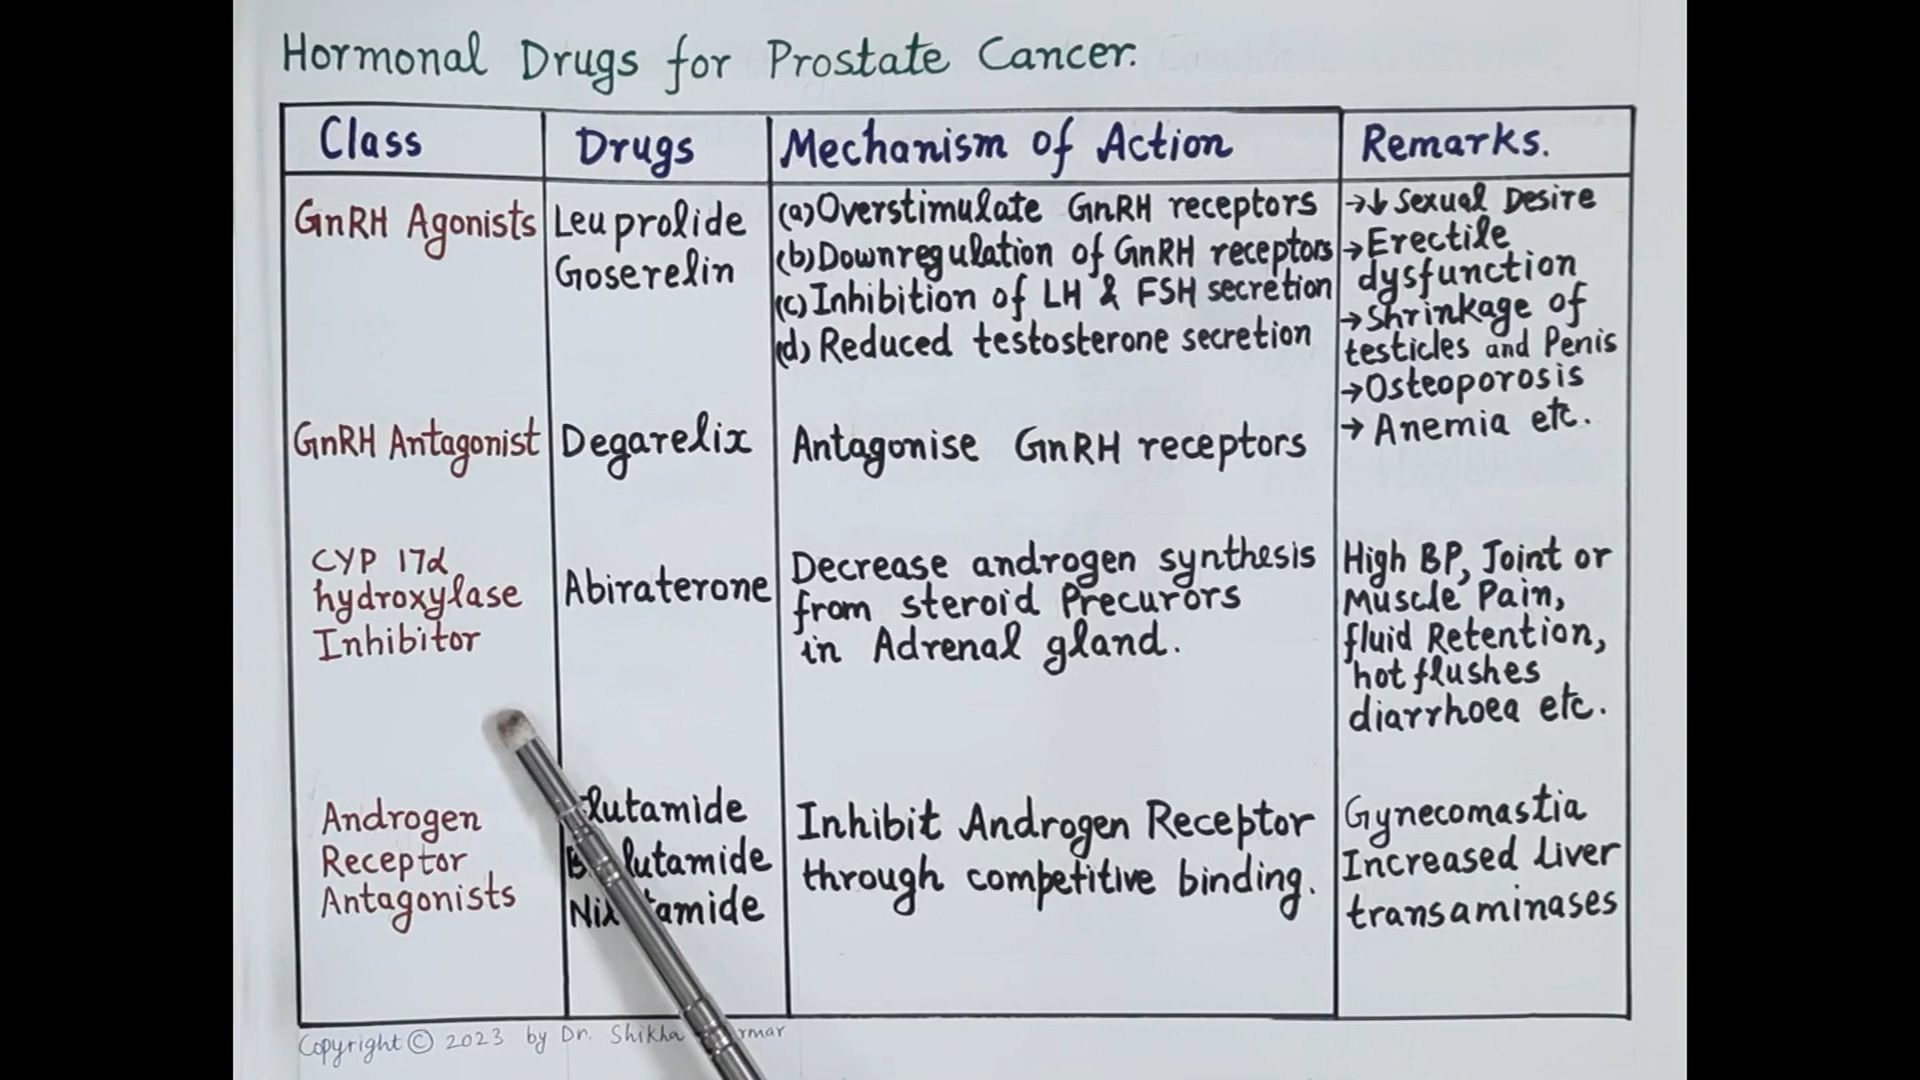 Hormonal Drugs for Prostate Cancer.
Class Drugs Mechanism of Action Remarks.
GnRH Agonists
Leuprolide
Goserelin
(a) Overstimulate GnRH receptors
(b) Downregulation of GnRH receptors
(c) Inhibition of LH & FSH secretion
(d) Reduced testosterone secretion
→↓ Sexual Desire
→ Erectile
dysfunction
→ Shrinkage of
testicles and Penis
→ Osteoporosis
→ Anemia etc.
GnRH Antagonist
Degarelix
Antagonise GnRH receptors
CYP 17α
hydroxylase
Inhibitor
Abiraterone
Decrease androgen synthesis
from steroid Precurors
in Adrenal gland.
High BP, Joint or
Muscle Pain,
fluid Retention,
hot flushes
diarrhoea etc.
Androgen
Receptor
Antagonists
lutamide
lutamide
amide
Inhibit Androgen Receptor
through competitive binding.
Gynecomastia
Increased Liver
transaminases
Copyright © 2023 by Dr. Shikha rmar